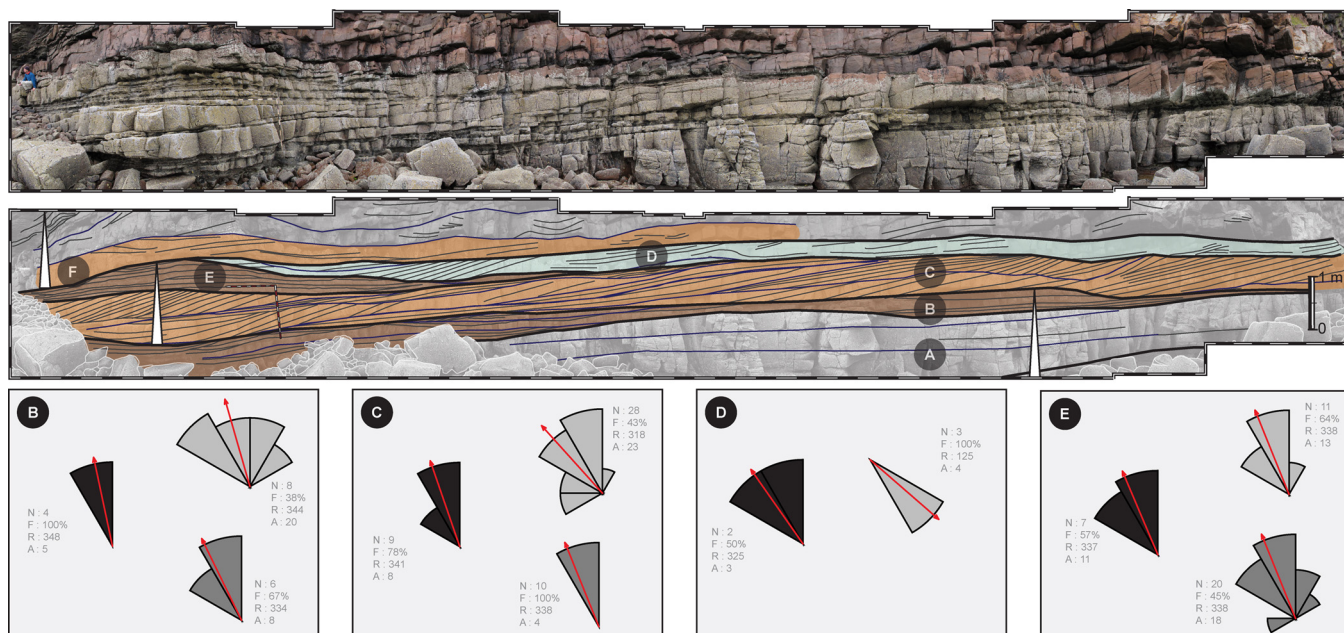 F
E
D
C
B
A
1 m
0
B
N : 4
F : 100%
R : 348
A : 5
N : 8
F : 38%
R : 344
A : 20
N : 6
F : 67%
R : 334
A : 8
C
N : 9
F : 78%
R : 341
A : 8
N : 28
F : 43%
R : 318
A : 23
N : 10
F : 100%
R : 338
A : 4
D
N : 2
F : 50%
R : 325
A : 3
N : 3
F : 100%
R : 125
A : 4
E
N : 7
F : 57%
R : 337
A : 11
N : 11
F : 64%
R : 338
A : 13
N : 20
F : 45%
R : 338
A : 18